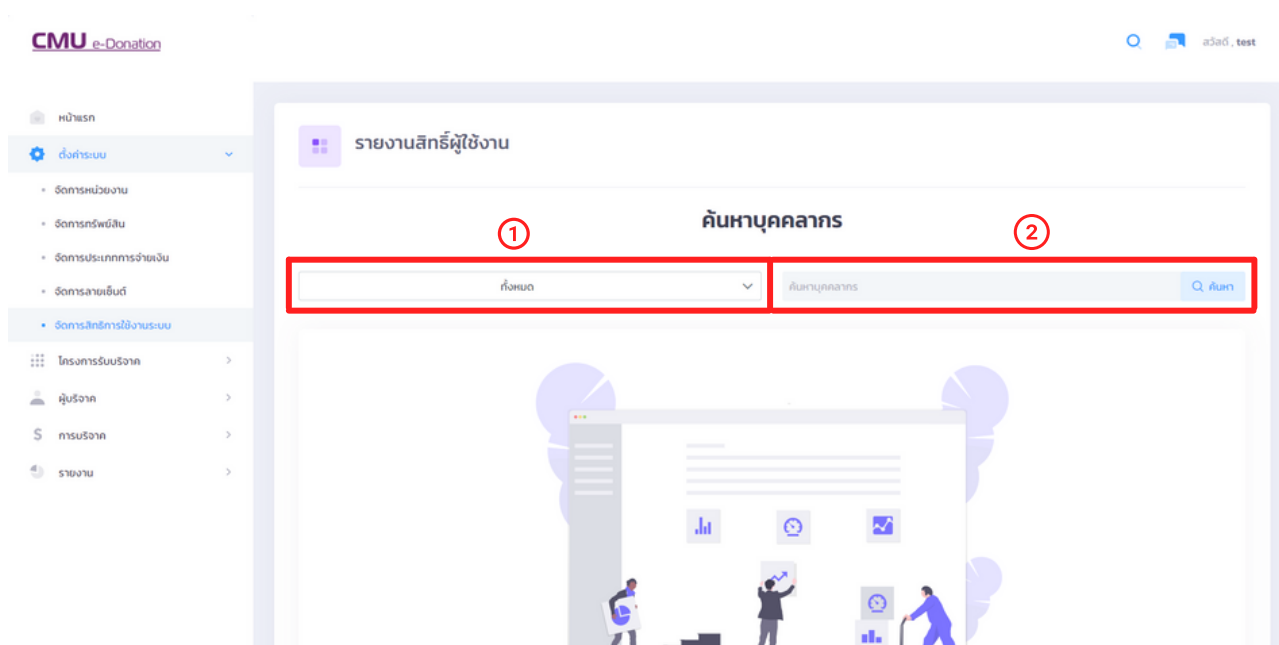 CMU e-Donation
สวัสดี , test
หน้าแรก
ตั้งค่าระบบ
จัดการหน่วยงาน
จัดการทรัพย์สิน
จัดการประเภทการจ่ายเงิน
จัดการลายเซ็นต์
จัดการสิทธิการใช้งานระบบ
โครงการรับบริจาค
ผู้บริจาค
การบริจาค
รายงาน
รายงานสิทธิ์ผู้ใช้งาน
ค้นหาบุคคลากร
1
2
ทั้งหมด
ค้นหาบุคคลากร
ค้นหา